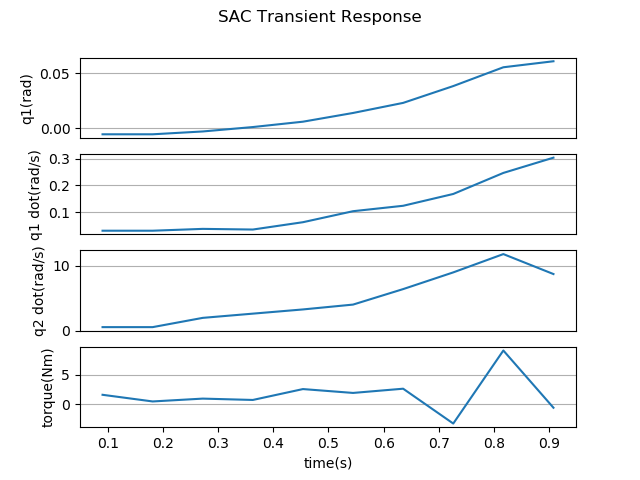 SAC Transient Response
q1(rad)
0.05
0.00
q1 dot(rad/s)
0.3
0.2
0.1
q2 dot(rad/s)
10
0
torque(Nm)
5
0
0.1 0.2 0.3 0.4 0.5 0.6 0.7 0.8 0.9
time(s)